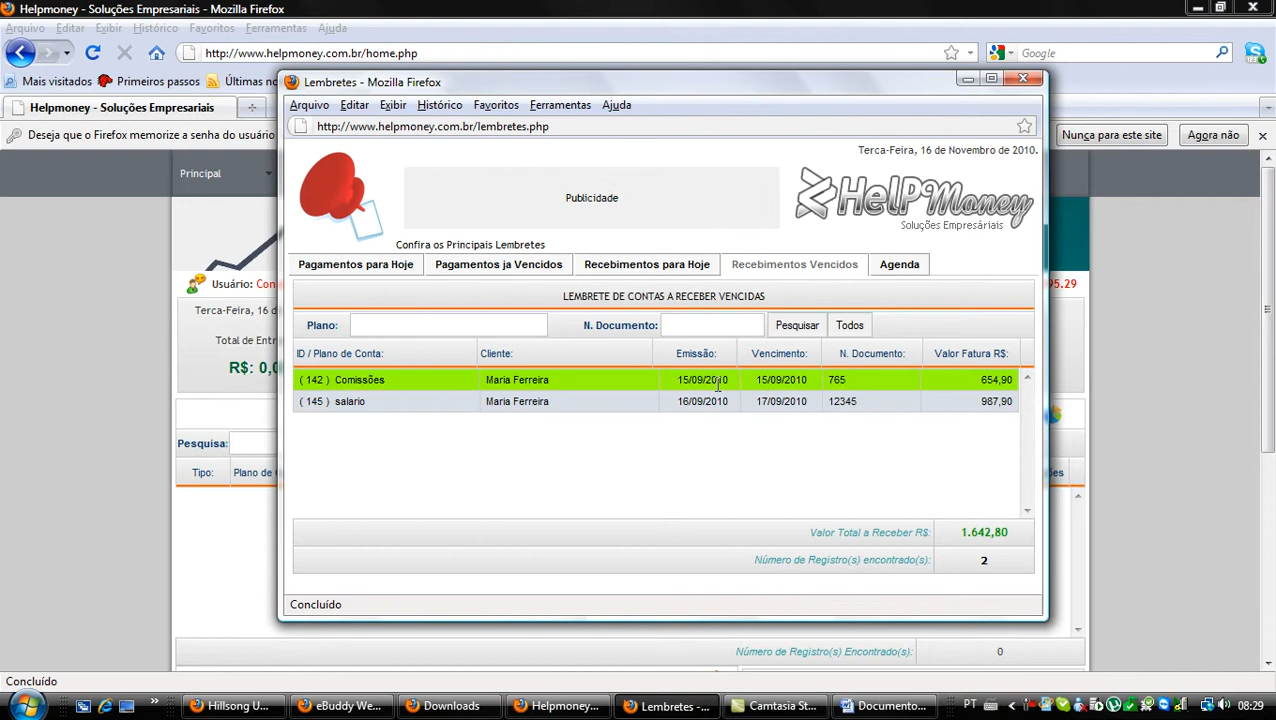 Helpmoney - Soluções Empresariais - Mozilla Firefox
Arquivo Editar Exibir Histórico Favoritos Ferramentas Ajuda
http://www.helpmoney.com.br/home.php
Google
Mais visitados Primeiros passos Últimas no
Helpmoney - Soluções Empresariais
Deseja que o Firefox memorize a senha do usuário
Nunca para este site Agora não
Principal
Usuário: Con
95.29
Terca-Feira, 16 d
Total de Entr
R$: 0,0
Pesquisa:
Tipo: Plano de C
es
Lembretes - Mozilla Firefox
Arquivo Editar Exibir Histórico Favoritos Ferramentas Ajuda
http://www.helpmoney.com.br/lembretes.php
Terca-Feira, 16 de Novembro de 2010.
Publicidade
HelpMoney
Soluções Empresáriais
Confira os Principais Lembretes
Pagamentos para Hoje Pagamentos ja Vencidos Recebimentos para Hoje Recebimentos Vencidos Agenda
LEMBRETE DE CONTAS A RECEBER VENCIDAS
Plano: N. Documento: Pesquisar Todos
ID / Plano de Conta: Cliente: Emissão: Vencimento: N. Documento: Valor Fatura R$:
( 142 ) Comissões Maria Ferreira 15/09/2010 15/09/2010 765 654,90
( 145 ) salario Maria Ferreira 16/09/2010 17/09/2010 12345 987,90
Valor Total a Receber R$: 1.642,80
Número de Registro(s) encontrado(s): 2
Concluído
Número de Registro(s) Encontrado(s): 0
Concluído
Hillsong U... eBuddy We... Downloads Helpmoney... Lembretes -... Camtasia St... Documento... PT 08:29